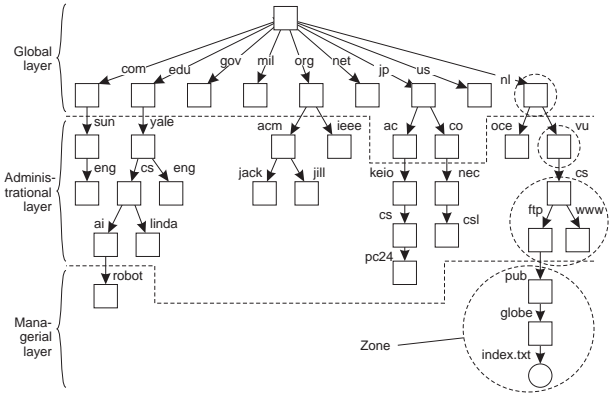 Global
layer
com
edu
gov
mil
org
net
jp
us
nl
sun
yale
acm
ieee
ac
co
oce
vu
Adminis-
trational
layer
eng
cs
eng
jack
jill
keio
nec
cs
ai
linda
cs
csl
ftp
www
pc24
robot
pub
Mana-
gerial
layer
globe
Zone
index.txt